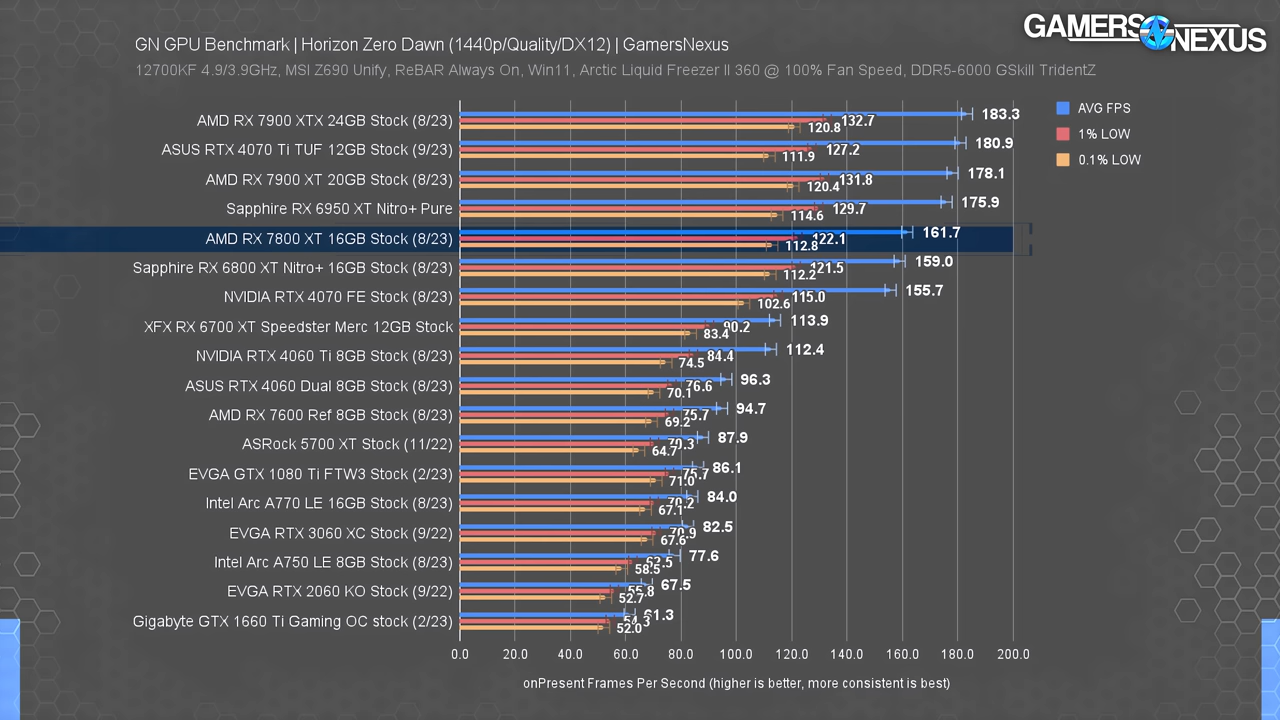 GAMERS NEXUS
GN GPU Benchmark | Horizon Zero Dawn (1440p/Quality/DX12) | GamersNexus
12700KF 4.9/3.9GHz, MSI Z690 Unify, ReBAR Always On, Win11, Arctic Liquid Freezer II 360 @ 100% Fan Speed, DDR5-6000 GSkill TridentZ
AVG FPS
1% LOW
0.1% LOW
AMD RX 7900 XTX 24GB Stock (8/23) 183.3 132.7 120.8
ASUS RTX 4070 Ti TUF 12GB Stock (9/23) 180.9 127.2 111.9
AMD RX 7900 XT 20GB Stock (8/23) 178.1 131.8 120.4
Sapphire RX 6950 XT Nitro+ Pure 175.9 129.7 114.6
AMD RX 7800 XT 16GB Stock (8/23) 161.7 122.1 112.8
Sapphire RX 6800 XT Nitro+ 16GB Stock (8/23) 159.0 121.5 112.2
NVIDIA RTX 4070 FE Stock (8/23) 155.7 115.0 102.6
XFX RX 6700 XT Speedster Merc 12GB Stock 113.9 90.2 83.4
NVIDIA RTX 4060 Ti 8GB Stock (8/23) 112.4 84.4 74.5
ASUS RTX 4060 Dual 8GB Stock (8/23) 96.3 76.6 70.1
AMD RX 7600 Ref 8GB Stock (8/23) 94.7 75.7 69.2
ASRock 5700 XT Stock (11/22) 87.9 70.3 64.7
EVGA GTX 1080 Ti FTW3 Stock (2/23) 86.1 75.7 71.0
Intel Arc A770 LE 16GB Stock (8/23) 84.0 70.2 67.1
EVGA RTX 3060 XC Stock (9/22) 82.5 70.9 67.6
Intel Arc A750 LE 8GB Stock (8/23) 77.6 62.5 58.5
EVGA RTX 2060 KO Stock (9/22) 67.5 55.8 52.7
Gigabyte GTX 1660 Ti Gaming OC stock (2/23) 61.3 54.3 52.0
0.0 20.0 40.0 60.0 80.0 100.0 120.0 140.0 160.0 180.0 200.0
onPresent Frames Per Second (higher is better, more consistent is best)